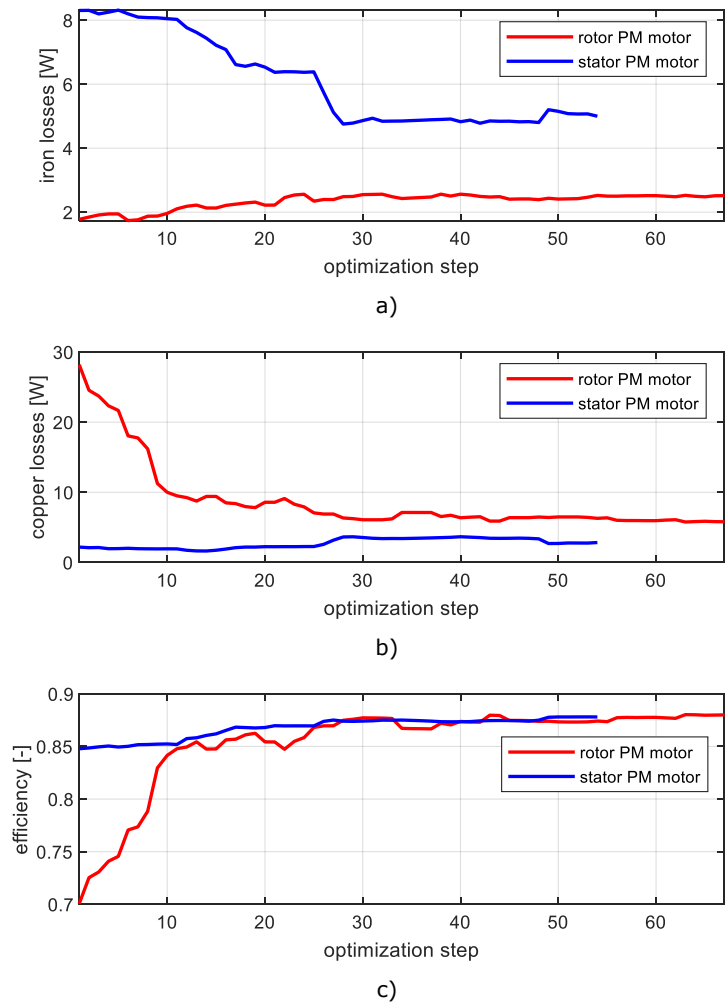 8
6
4
2
iron losses [W]
rotor PM motor
stator PM motor
10 20 30 40 50 60
optimization step
a)
30
20
10
0
copper losses [W]
rotor PM motor
stator PM motor
10 20 30 40 50 60
optimization step
b)
0.9
0.85
0.8
0.75
0.7
efficiency [-]
rotor PM motor
stator PM motor
10 20 30 40 50 60
optimization step
c)